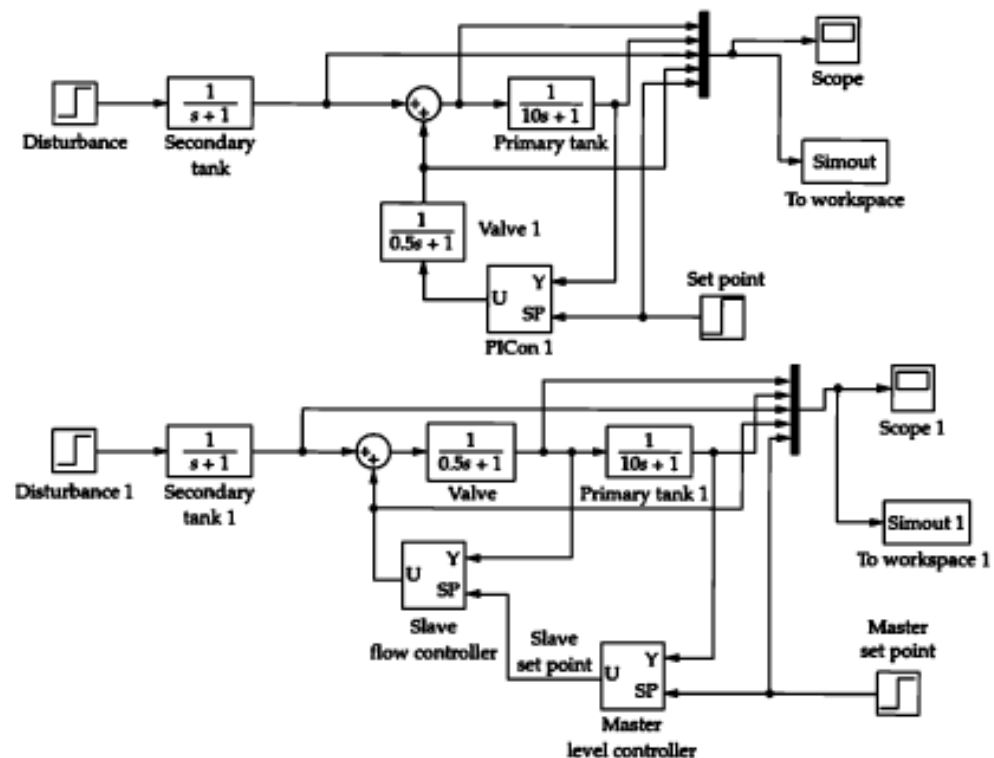 Disturbance
1
s + 1
Secondary
tank
+
+
1
10s + 1
Primary tank
Scope
Simout
To workspace
1
0.5s + 1
Valve 1
U
Y
SP
PICon 1
Set point
Disturbance 1
1
s + 1
Secondary
tank 1
+
+
1
0.5s + 1
Valve
1
10s + 1
Primary tank 1
Scope 1
Simout 1
To workspace 1
U
Y
SP
Slave
flow controller
Slave
set point
U
Y
SP
Master
level controller
Master
set point